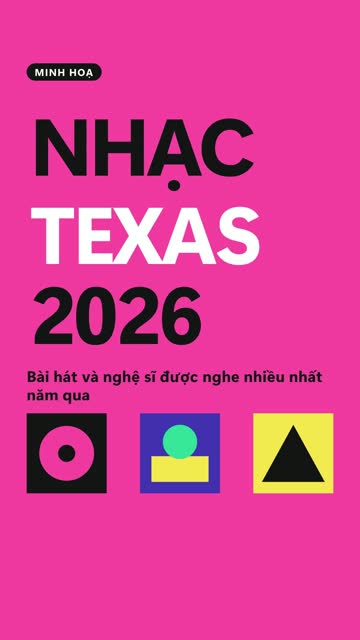 MINH HOẠ
NHẠC
TEXAS
2026
Bài hát và nghệ sĩ được nghe nhiều nhất
năm qua